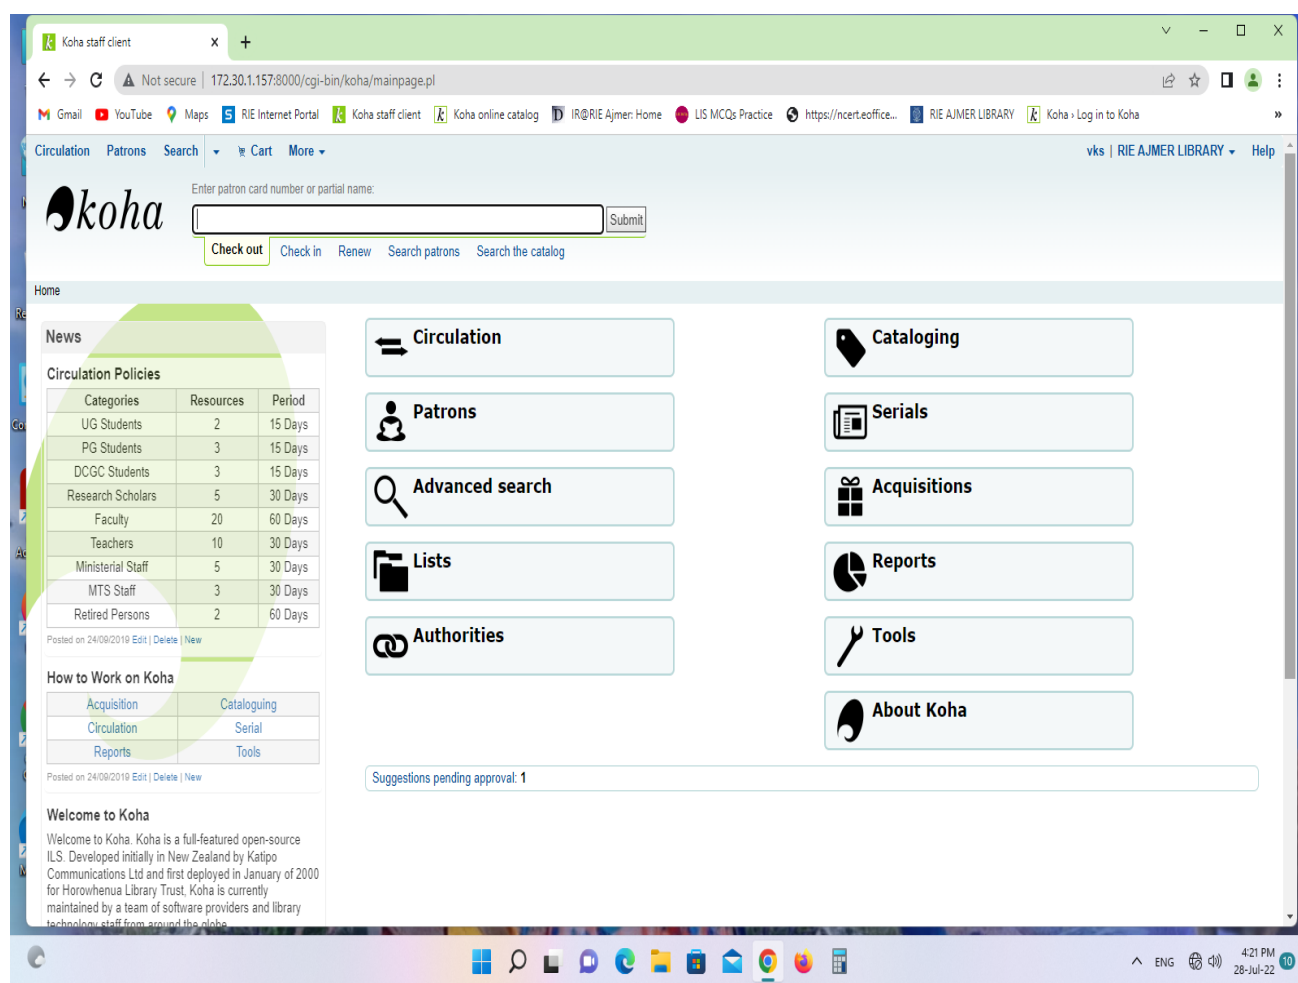 Koha staff client
Not secure | 172.30.1.157:8000/cgi-bin/koha/mainpage.pl
Gmail YouTube Maps RIE Internet Portal Koha staff client Koha online catalog IR@RIE Ajmer: Home LIS MCQs Practice https://ncert.eoffice... RIE AJMER LIBRARY Koha › Log in to Koha »
Circulation Patrons Search Cart More vks | RIE AJMER LIBRARY Help
koha
Enter patron card number or partial name:
Submit
Check out Check in Renew Search patrons Search the catalog
Home
News
Circulation Policies
Categories Resources Period
UG Students 2 15 Days
PG Students 3 15 Days
DCGC Students 3 15 Days
Research Scholars 5 30 Days
Faculty 20 60 Days
Teachers 10 30 Days
Ministerial Staff 5 30 Days
MTS Staff 3 30 Days
Retired Persons 2 60 Days
Posted on 24/09/2019 Edit | Delete | New
How to Work on Koha
Acquisition Cataloguing
Circulation Serial
Reports Tools
Posted on 24/09/2019 Edit | Delete | New
Welcome to Koha
Welcome to Koha. Koha is a full-featured open-source
ILS. Developed initially in New Zealand by Katipo
Communications Ltd and first deployed in January of 2000
for Horowhenua Library Trust, Koha is currently
maintained by a team of software providers and library
technology staff from around the globe.
Circulation
Patrons
Advanced search
Lists
Authorities
Cataloging
Serials
Acquisitions
Reports
Tools
About Koha
Suggestions pending approval: 1
ENG
4:21 PM
28-Jul-22
10